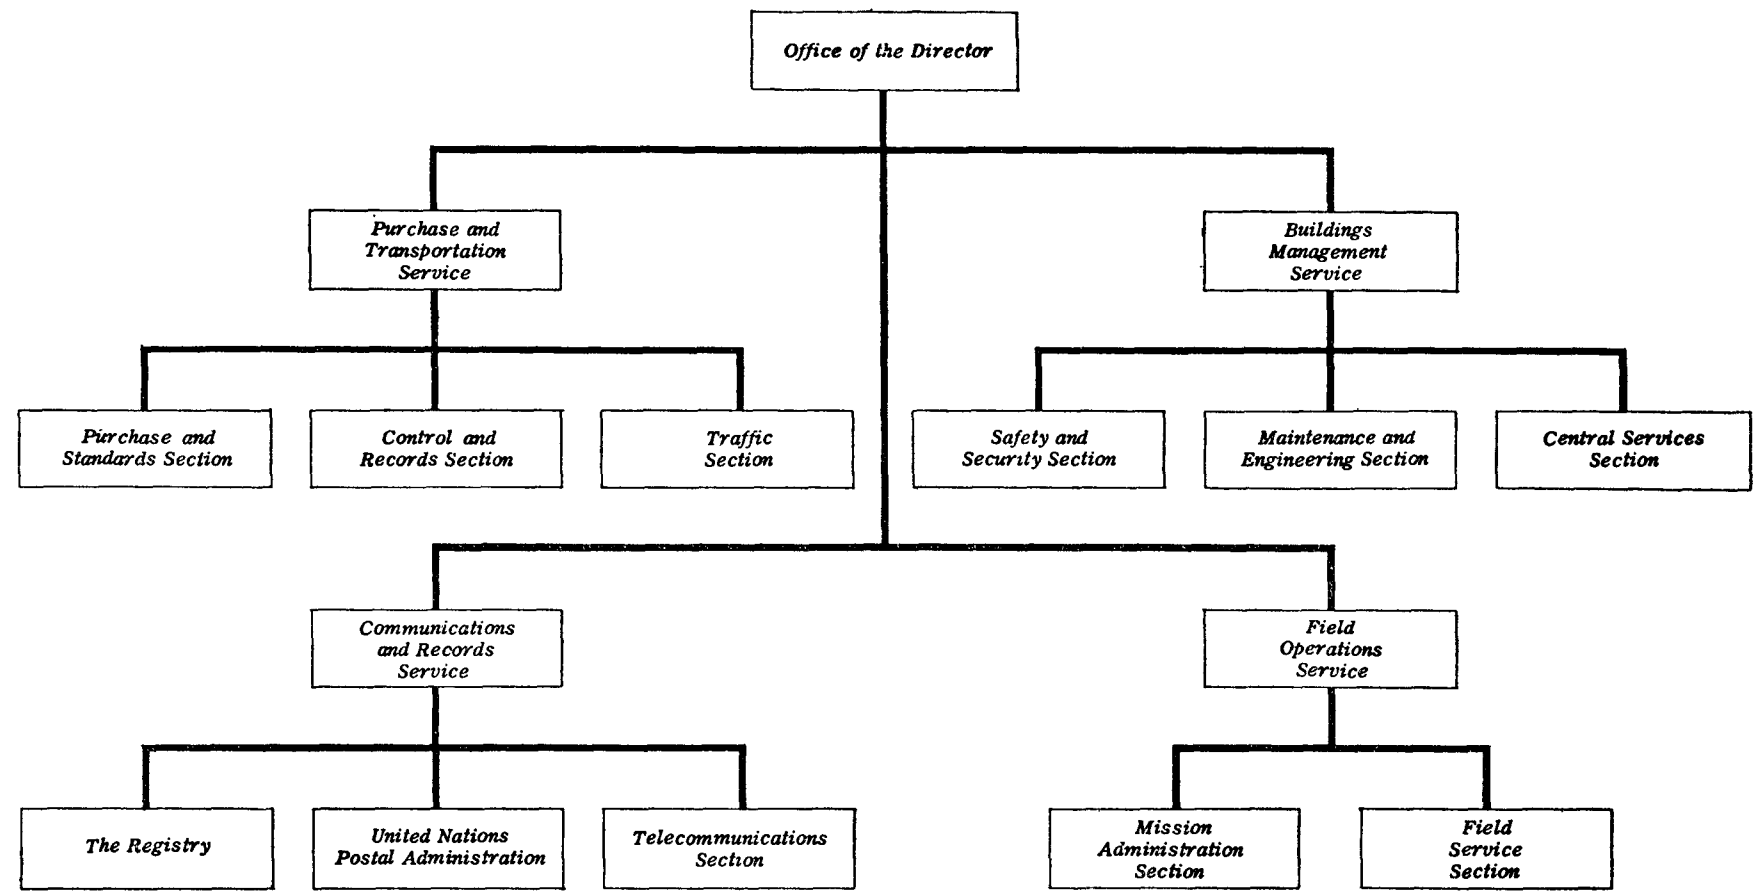 Office of the Director
Purchase and
Transportation
Service
Buildings
Management
Service
Purchase and
Standards Section
Control and
Records Section
Traffic
Section
Safety and
Security Section
Maintenance and
Engineering Section
Central Services
Section
Communications
and Records
Service
Field
Operations
Service
The Registry
United Nations
Postal Administration
Telecommunications
Section
Mission
Administration
Section
Field
Service
Section